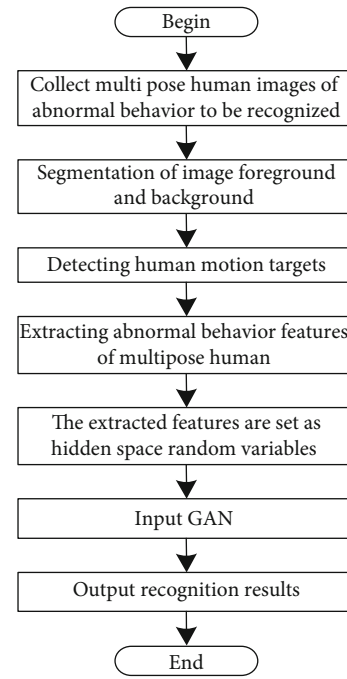 Begin
Collect multi pose human images of
abnormal behavior to be recognized
Segmentation of image foreground
and background
Detecting human motion targets
Extracting abnormal behavior features
of multipose human
The extracted features are set as
hidden space random variables
Input GAN
Output recognition results
End